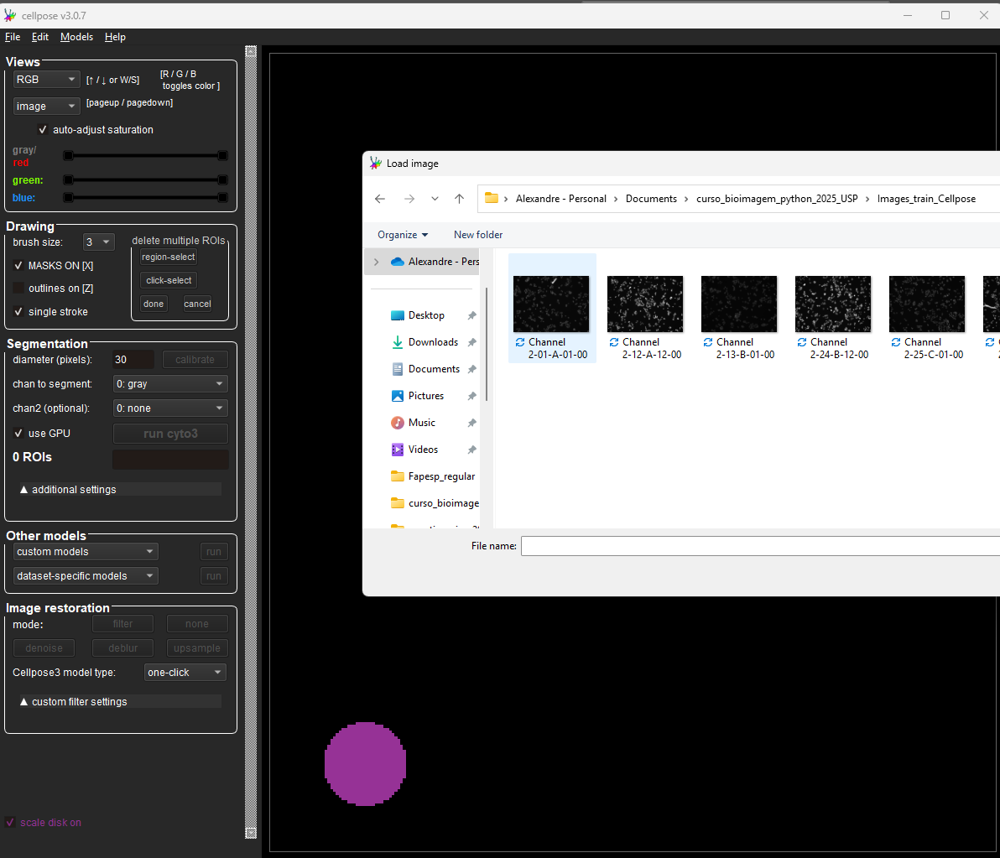 cellpose v3.0.7
File Edit Models Help
Views
RGB [↑ / ↓ or W/S] [R / G / B
toggles color ]
image [pageup / pagedown]
auto-adjust saturation
gray/
red
green:
blue:
Drawing
brush size: 3
MASKS ON [X]
outlines on [Z]
single stroke
delete multiple ROIs
region-select
click-select
done cancel
Segmentation
diameter (pixels): 30 calibrate
chan to segment: 0: gray
chan2 (optional): 0: none
use GPU run cyto3
0 ROIs
▲ additional settings
Other models
custom models run
dataset-specific models run
Image restoration
mode: filter none
denoise deblur upsample
Cellpose3 model type: one-click
▲ custom filter settings
scale disk on
Load image
Alexandre - Personal > Documents > curso_bioimagem_python_2025_USP > Images_train_Cellpose
Organize New folder
Alexandre - Pers
Desktop
Downloads
Documents
Pictures
Music
Videos
Fapesp_regular
curso_bioimage
Channel
2-01-A-01-00
Channel
2-12-A-12-00
Channel
2-13-B-01-00
Channel
2-24-B-12-00
Channel
2-25-C-01-00
File name: